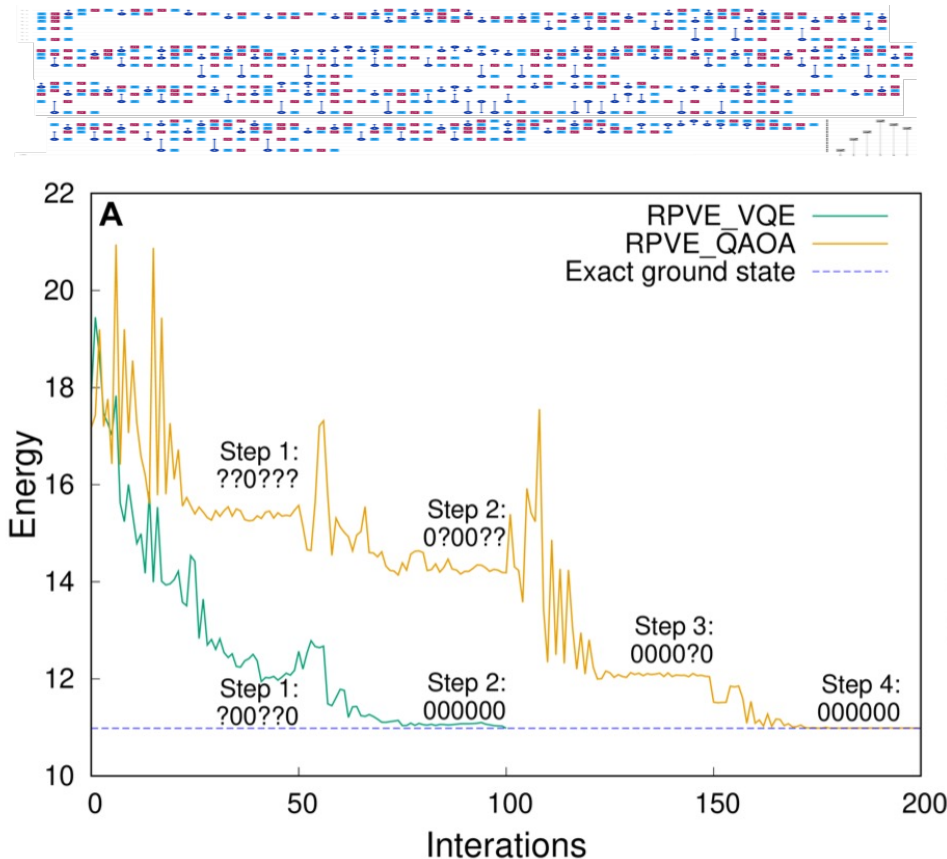 22
A
RPVE_VQE
RPVE_QAOA
Exact ground state
20
18
Energy
16
14
12
10
Step 1:
??0???
Step 2:
0?00??
Step 3:
0000?0
Step 4:
000000
Step 1:
?00??0
Step 2:
000000
0 50 100 150 200
Interations